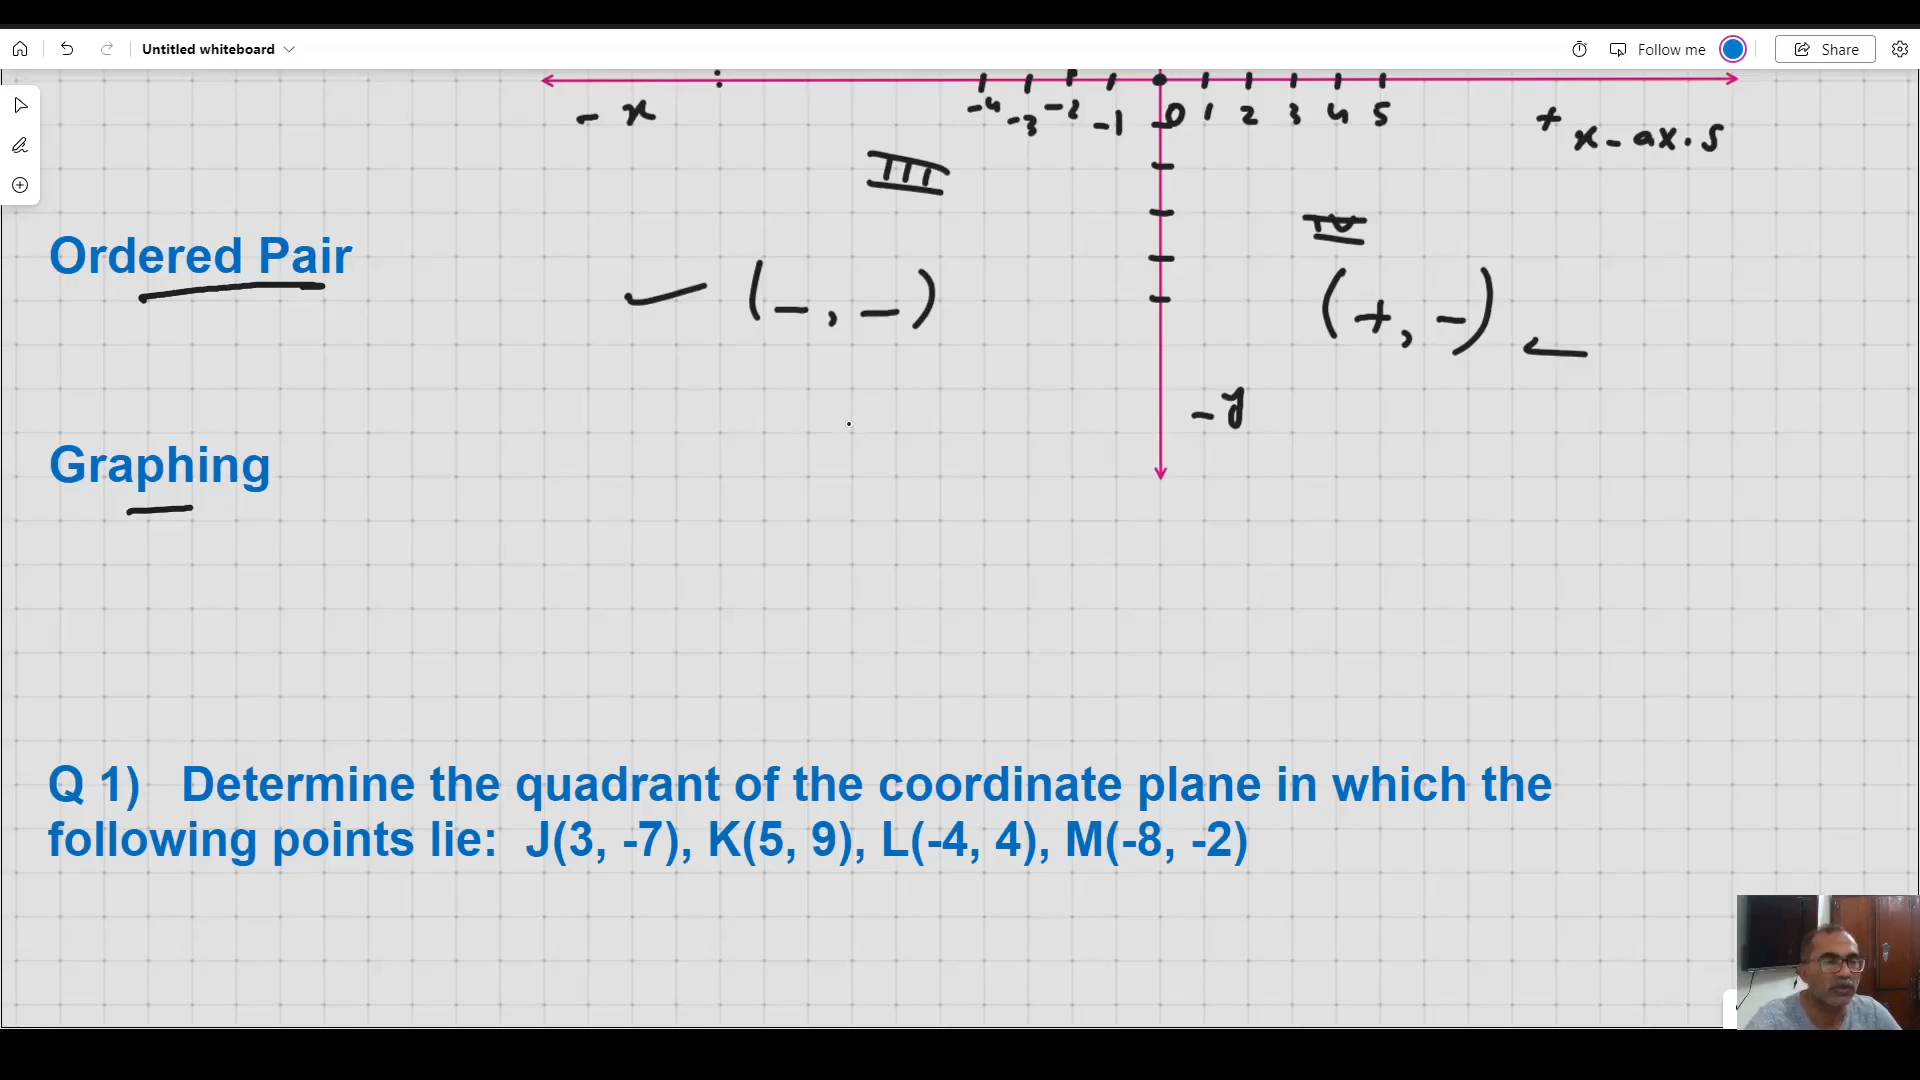 Untitled whiteboard
Follow me
Share
-4 -3 -2 -1 0 1 2 3 4 5
- x
+ x - axis
III
IV
Ordered Pair
(-, -)
(+, -)
-y
Graphing
Q 1) Determine the quadrant of the coordinate plane in which the
following points lie: J(3, -7), K(5, 9), L(-4, 4), M(-8, -2)